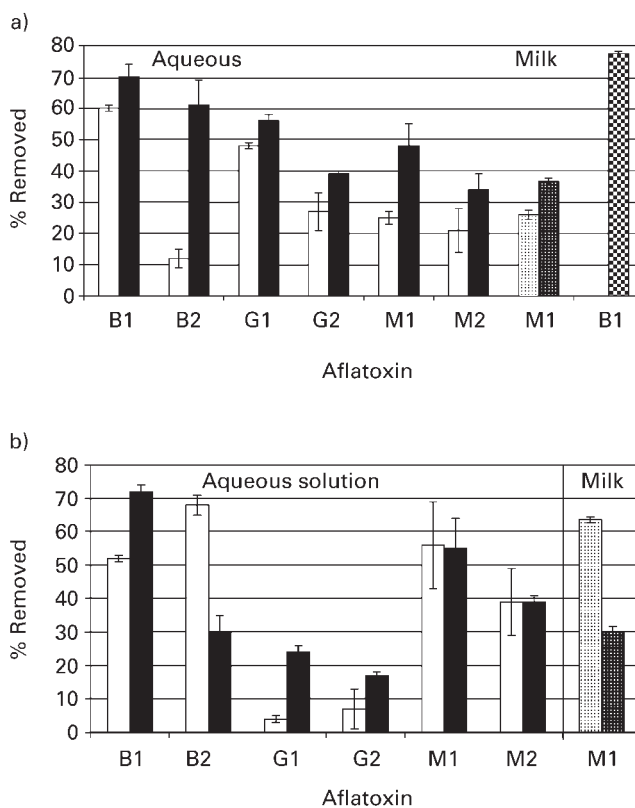 a)
80
Aqueous Milk
70
60
50
40
30
20
10
0
% Removed
B1 B2 G1 G2 M1 M2 M1 B1
Aflatoxin
b)
80
Aqueous solution Milk
70
60
50
40
30
20
10
0
% Removed
B1 B2 G1 G2 M1 M2 M1
Aflatoxin